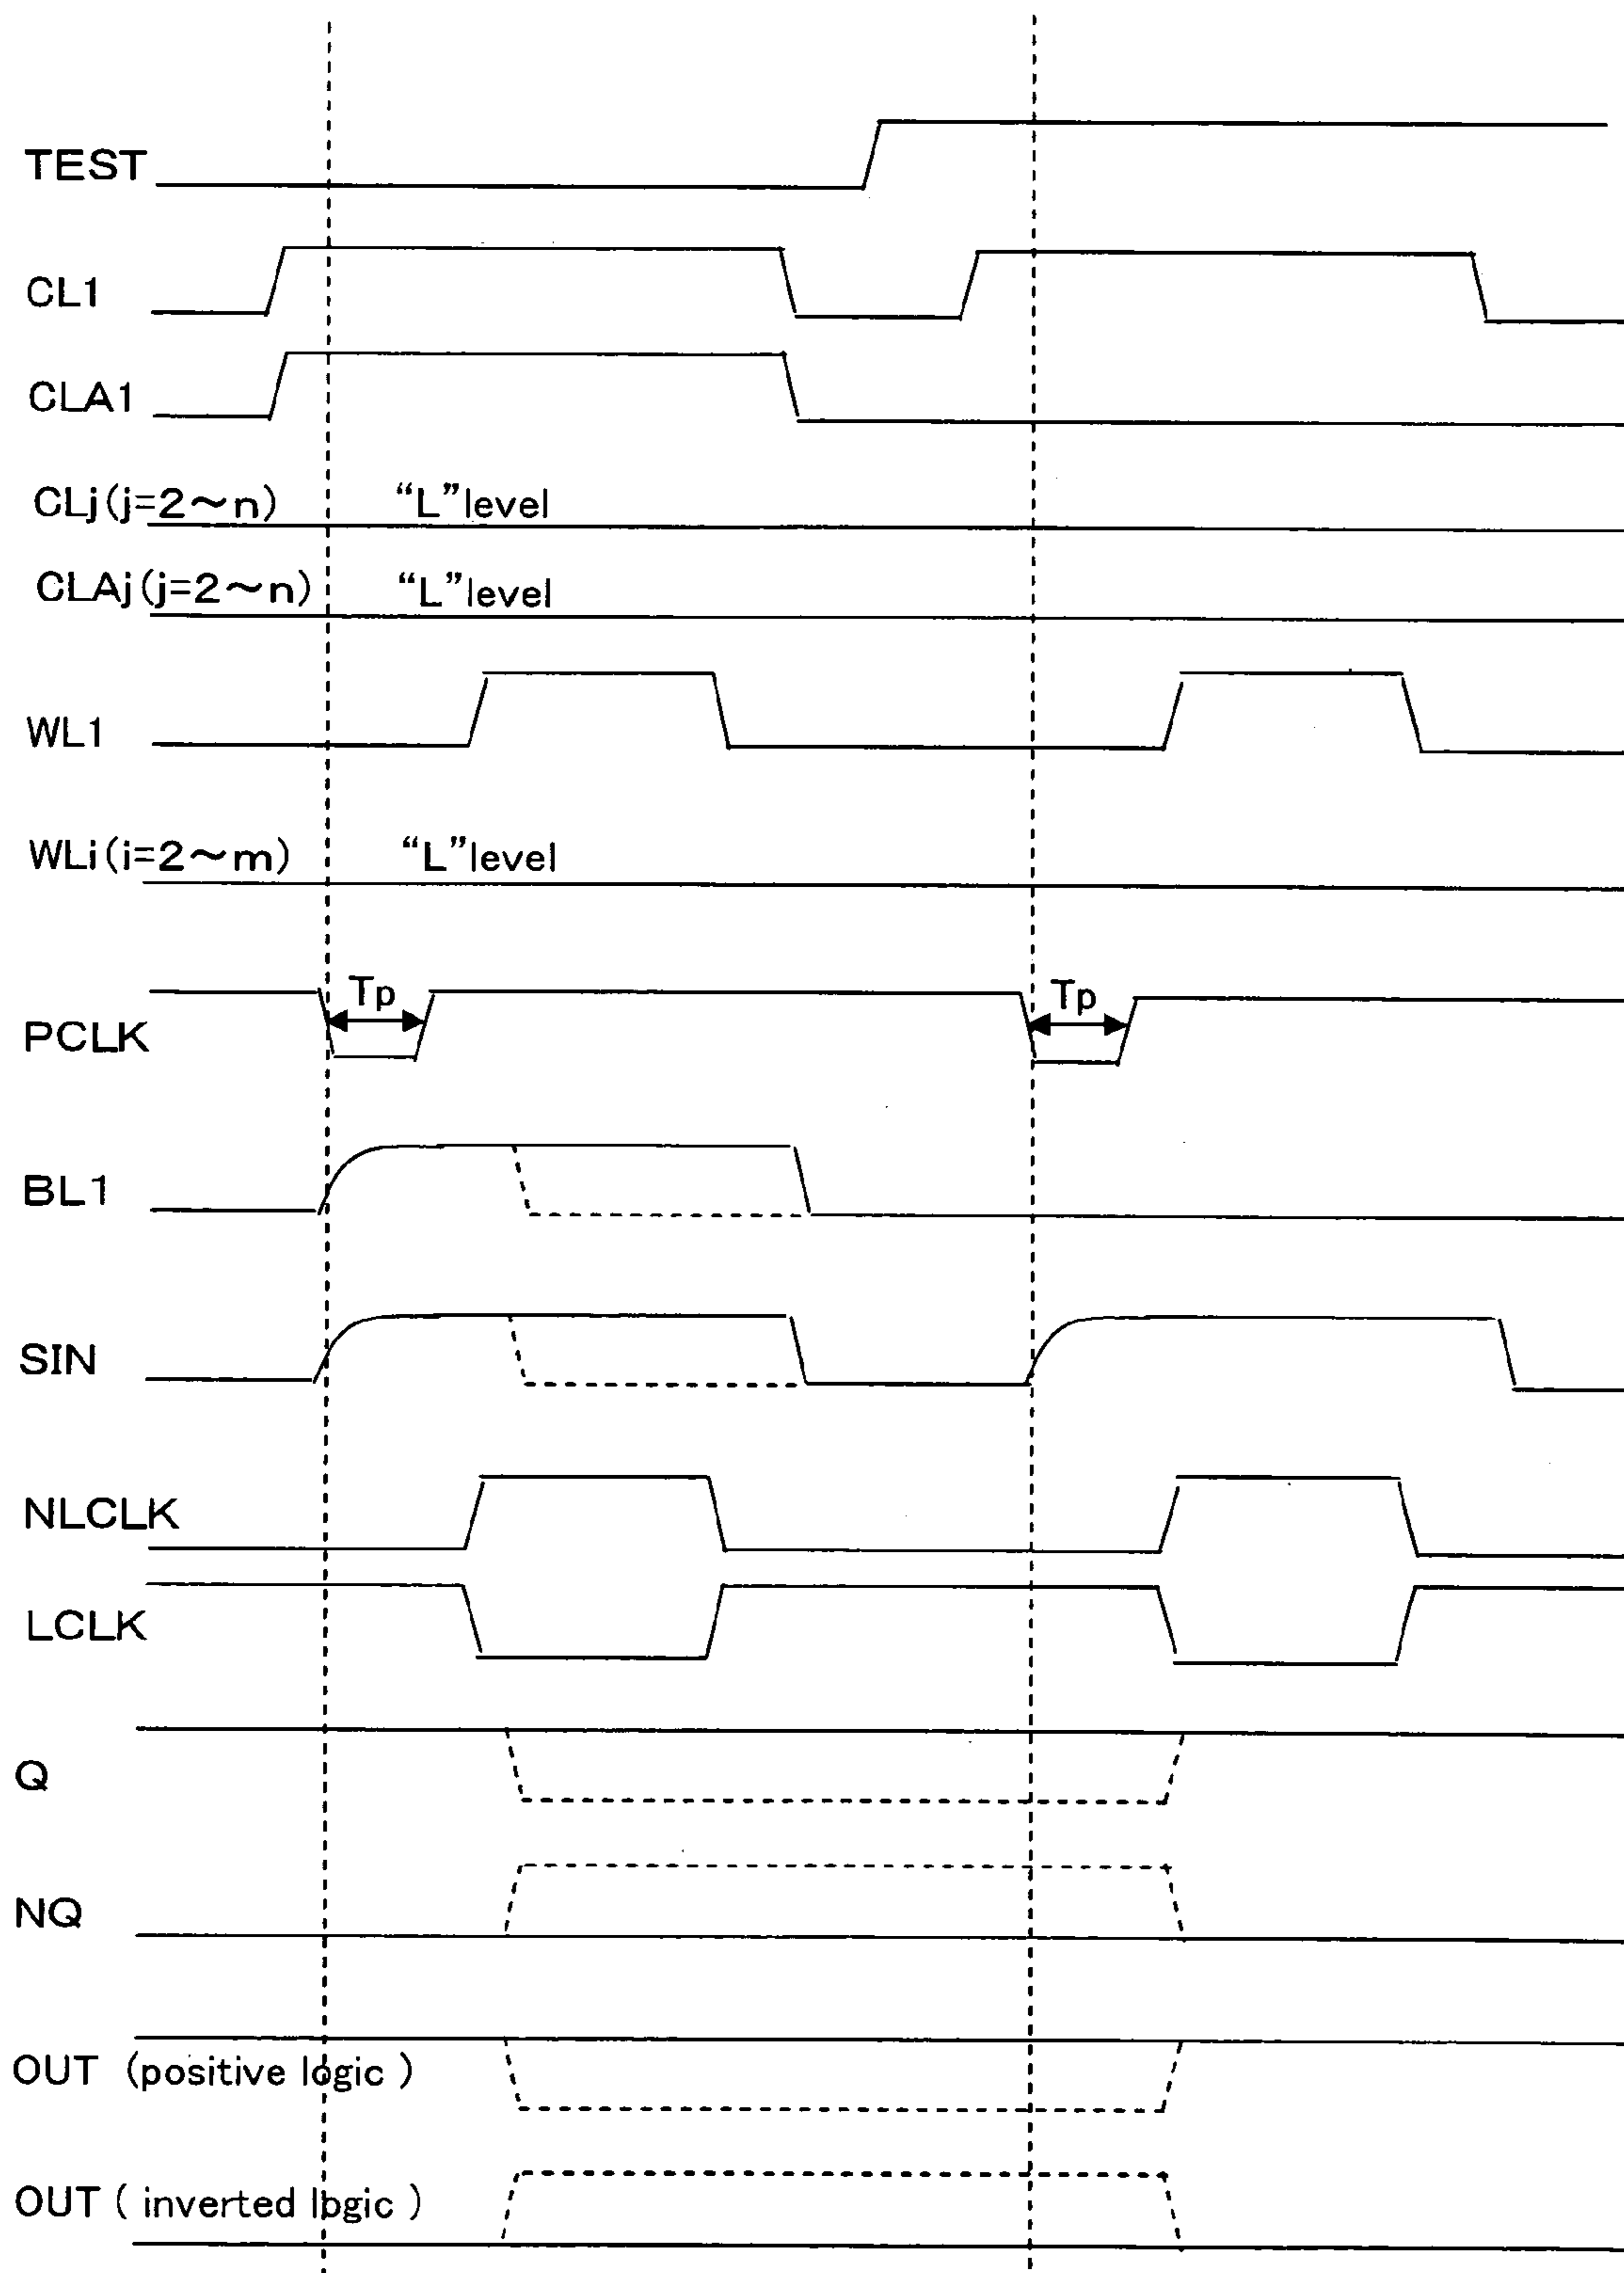 TEST
CL1
CLA1
CLj(j=2～n) “L”level
CLAj(j=2～n) “L”level
WL1
WLi(i=2～m) “L”level
Tp Tp
PCLK
BL1
SIN
NLCLK
LCLK
Q
NQ
OUT (positive logic )
OUT ( inverted logic )